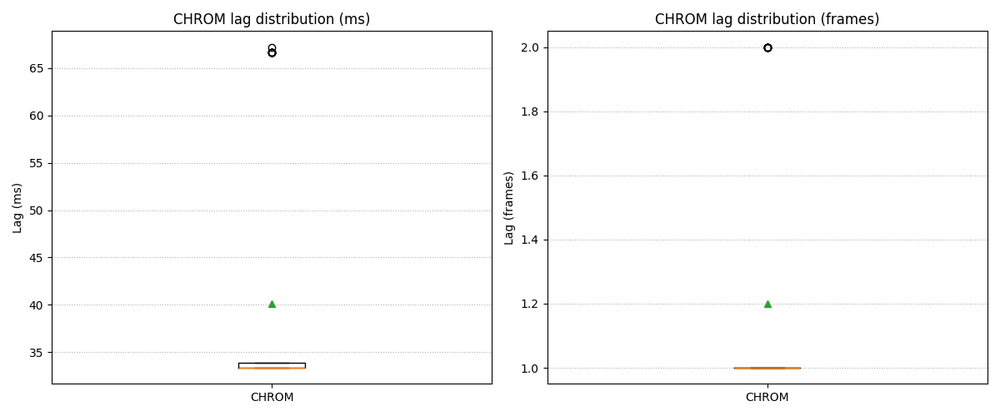 CHROM lag distribution (ms)
65
60
55
50
45
40
35
Lag (ms)
CHROM
CHROM lag distribution (frames)
2.0
1.8
1.6
1.4
1.2
1.0
Lag (frames)
CHROM